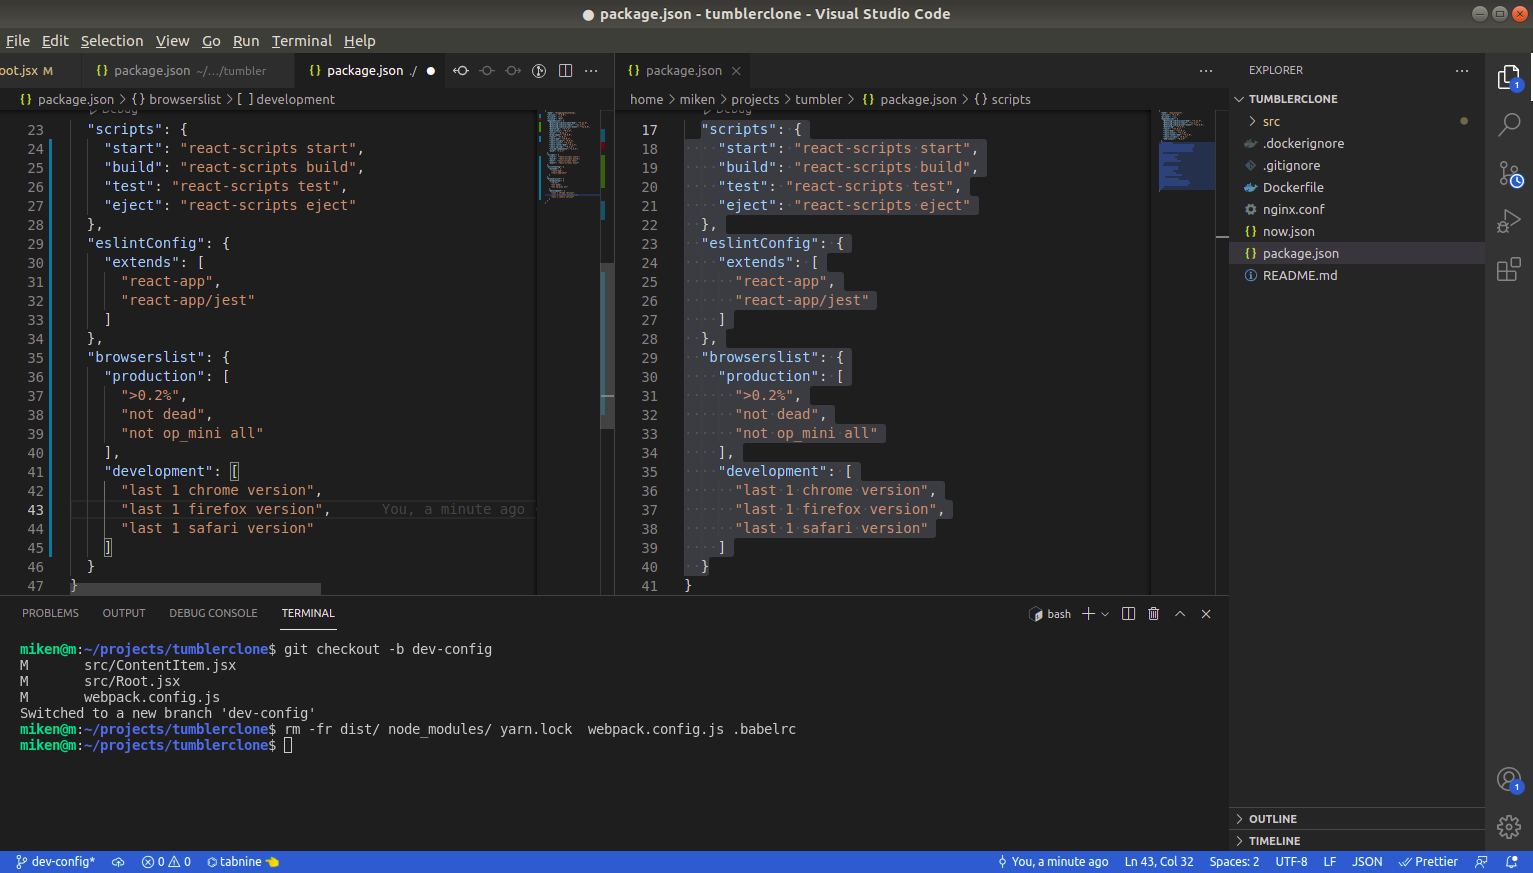 ● package.json - tumblerclone - Visual Studio Code
File Edit Selection View Go Run Terminal Help
oot.jsx M
{} package.json ~/.../tumbler
{} package.json ./ ●
{} package.json
EXPLORER
{} package.json > {} browserslist > [ ] development
home > miken > projects > tumbler > {} package.json > {} scripts
23 "scripts": {
24 "start": "react-scripts start",
25 "build": "react-scripts build",
26 "test": "react-scripts test",
27 "eject": "react-scripts eject"
28 },
29 "eslintConfig": {
30 "extends": [
31 "react-app",
32 "react-app/jest"
33 ]
34 },
35 "browserslist": {
36 "production": [
37 ">0.2%",
38 "not dead",
39 "not op_mini all"
40 ],
41 "development": [
42 "last 1 chrome version",
43 "last 1 firefox version", You, a minute ago
44 "last 1 safari version"
45 ]
46 }
47 }
17 "scripts": {
18 "start": "react-scripts start",
19 "build": "react-scripts build",
20 "test": "react-scripts test",
21 "eject": "react-scripts eject"
22 },
23 "eslintConfig": {
24 "extends": [
25 "react-app",
26 "react-app/jest"
27 ]
28 },
29 "browserslist": {
30 "production": [
31 ">0.2%",
32 "not dead",
33 "not op_mini all"
34 ],
35 "development": [
36 "last 1 chrome version",
37 "last 1 firefox version",
38 "last 1 safari version"
39 ]
40 }
41 }
TUMBLERCLONE
src
.dockerignore
.gitignore
Dockerfile
nginx.conf
{} now.json
{} package.json
README.md
1
1
OUTLINE
TIMELINE
PROBLEMS OUTPUT DEBUG CONSOLE TERMINAL
bash
miken@m:~/projects/tumblerclone$ git checkout -b dev-config
M src/ContentItem.jsx
M src/Root.jsx
M webpack.config.js
Switched to a new branch 'dev-config'
miken@m:~/projects/tumblerclone$ rm -fr dist/ node_modules/ yarn.lock  webpack.config.js .babelrc
miken@m:~/projects/tumblerclone$
dev-config* 0 0 tabnine 👈 You, a minute ago Ln 43, Col 32 Spaces: 2 UTF-8 LF JSON Prettier